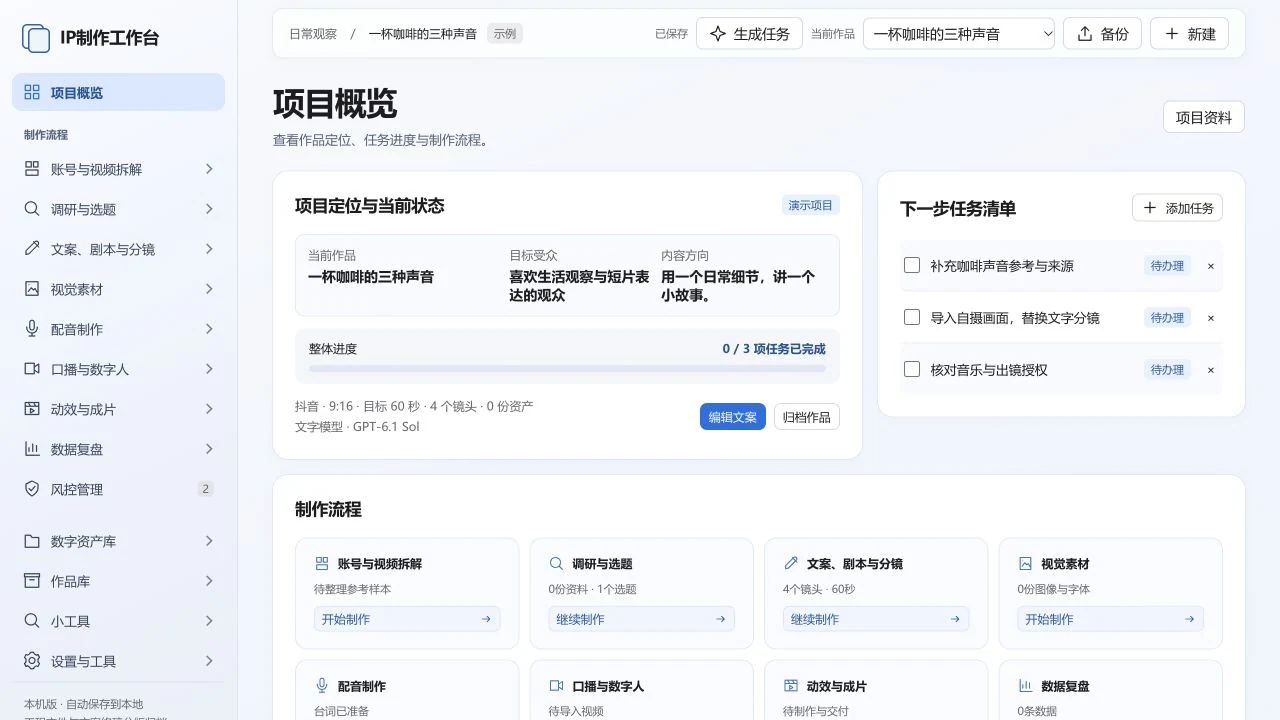 IP制作工作台
项目概览
制作流程
账号与视频拆解
调研与选题
文案、剧本与分镜
视觉素材
配音制作
口播与数字人
动效与成片
数据复盘
风控管理 2
数字资产库
作品库
小工具
设置与工具
本机版 · 自动保存到本地
日常观察 / 一杯咖啡的三种声音 示例
已保存 生成任务 当前作品 一杯咖啡的三种声音 备份 新建
项目概览
查看作品定位、任务进度与制作流程。
项目资料
项目定位与当前状态 演示项目
当前作品
一杯咖啡的三种声音
目标受众
喜欢生活观察与短片表
达的观众
内容方向
用一个日常细节，讲一个
小故事。
整体进度 0 / 3 项任务已完成
抖音 · 9:16 · 目标 60 秒 · 4 个镜头 · 0 份资产
文字模型 · GPT-6.1 Sol
编辑文案 归档作品
下一步任务清单 添加任务
补充咖啡声音参考与来源 待办理 ×
导入自摄画面，替换文字分镜 待办理 ×
核对音乐与出镜授权 待办理 ×
制作流程
账号与视频拆解
待整理参考样本
开始制作 →
调研与选题
0份资料 · 1个选题
继续制作 →
文案、剧本与分镜
4个镜头 · 60秒
继续制作 →
视觉素材
0份图像与字体
开始制作 →
配音制作
台词已准备
口播与数字人
待导入视频
动效与成片
待制作与交付
数据复盘
0条数据